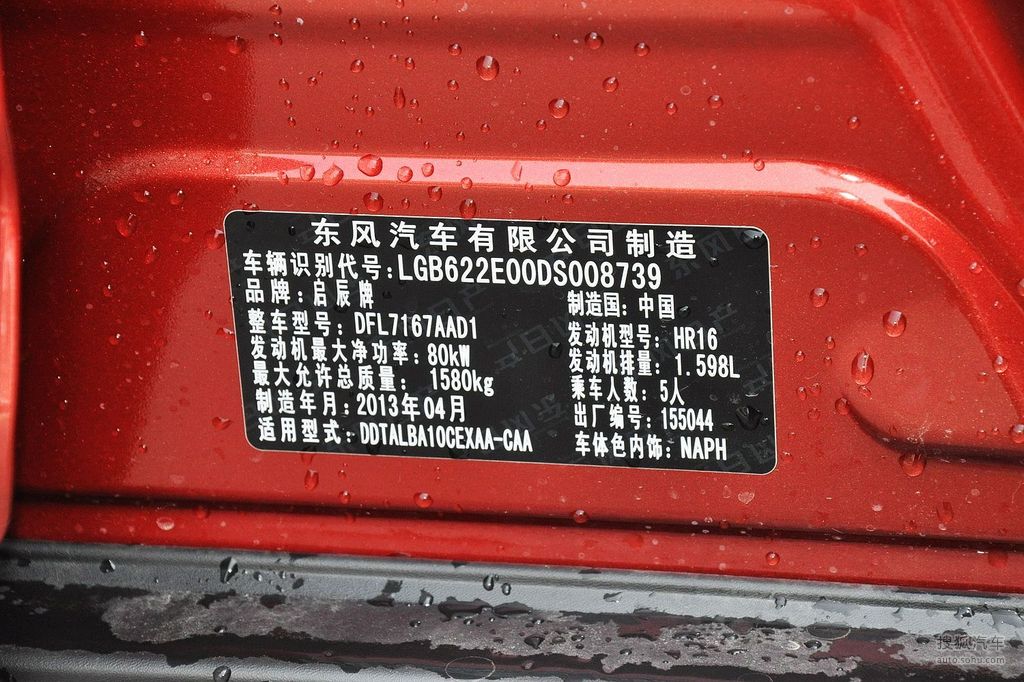 东风汽车有限公司制造
车辆识别代号:LGB622E00DS008739
品牌:启辰牌 制造国:中国
整车型号:DFL7167AAD1 发动机型号:HR16
发动机最大净功率:80kW 发动机排量:1.598L
最大允许总质量: 1580kg 乘车人数:5人
制造年月:2013年04月 出厂编号:155044
适用型式:DDTALBA10CEXAA-CAA 车体色内饰:NAPH
搜狐汽车
auto.sohu.com